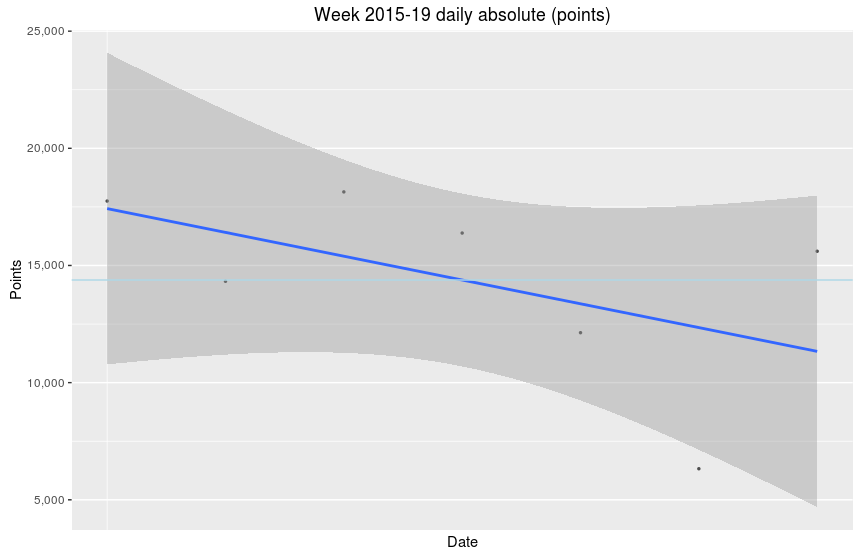 Week 2015-19 daily absolute (points)
25,000
20,000
15,000
10,000
5,000
Points
Date